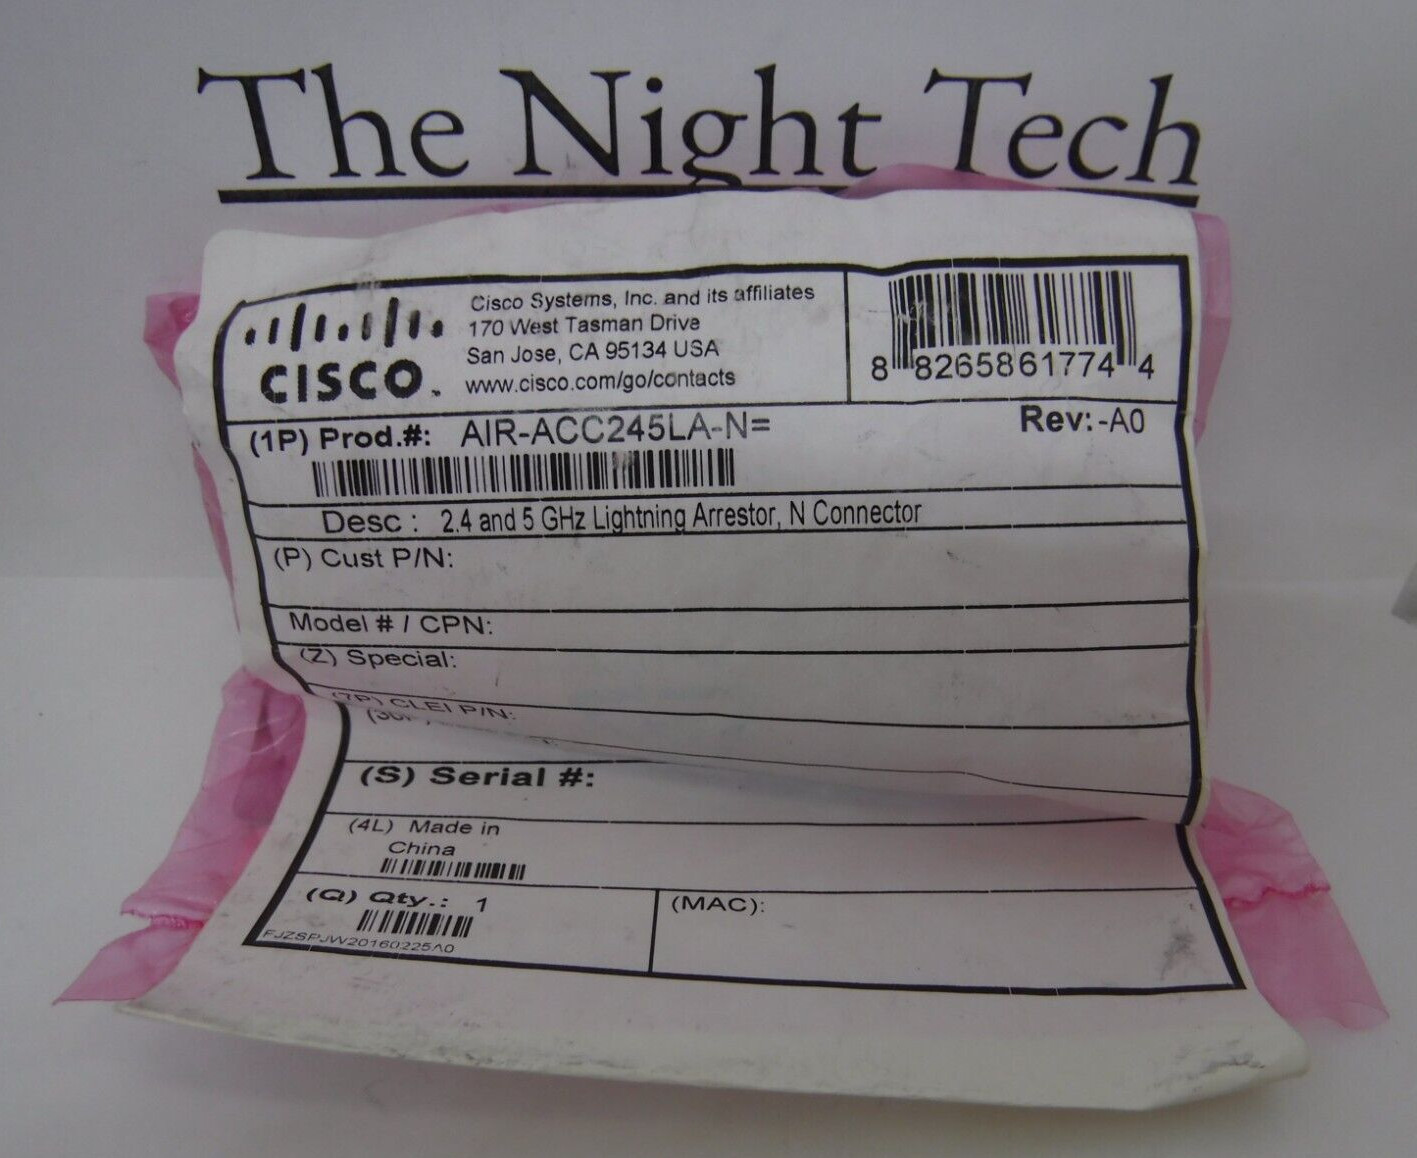 The Night Tech
CISCO
Cisco Systems, Inc. and its affiliates
170 West Tasman Drive
San Jose, CA 95134 USA
www.cisco.com/go/contacts
8 82658 61774 4
(1P) Prod.#: AIR-ACC245LA-N=
Rev:-A0
Desc : 2.4 and 5 GHz Lightning Arrestor, N Connector
(P) Cust P/N:
Model # / CPN:
(Z) Special:
(7P) CLEI P/N:
(S) Serial #:
(4L) Made in
China
(Q) Qty.: 1
(MAC):
FJZSPJW20160225A0